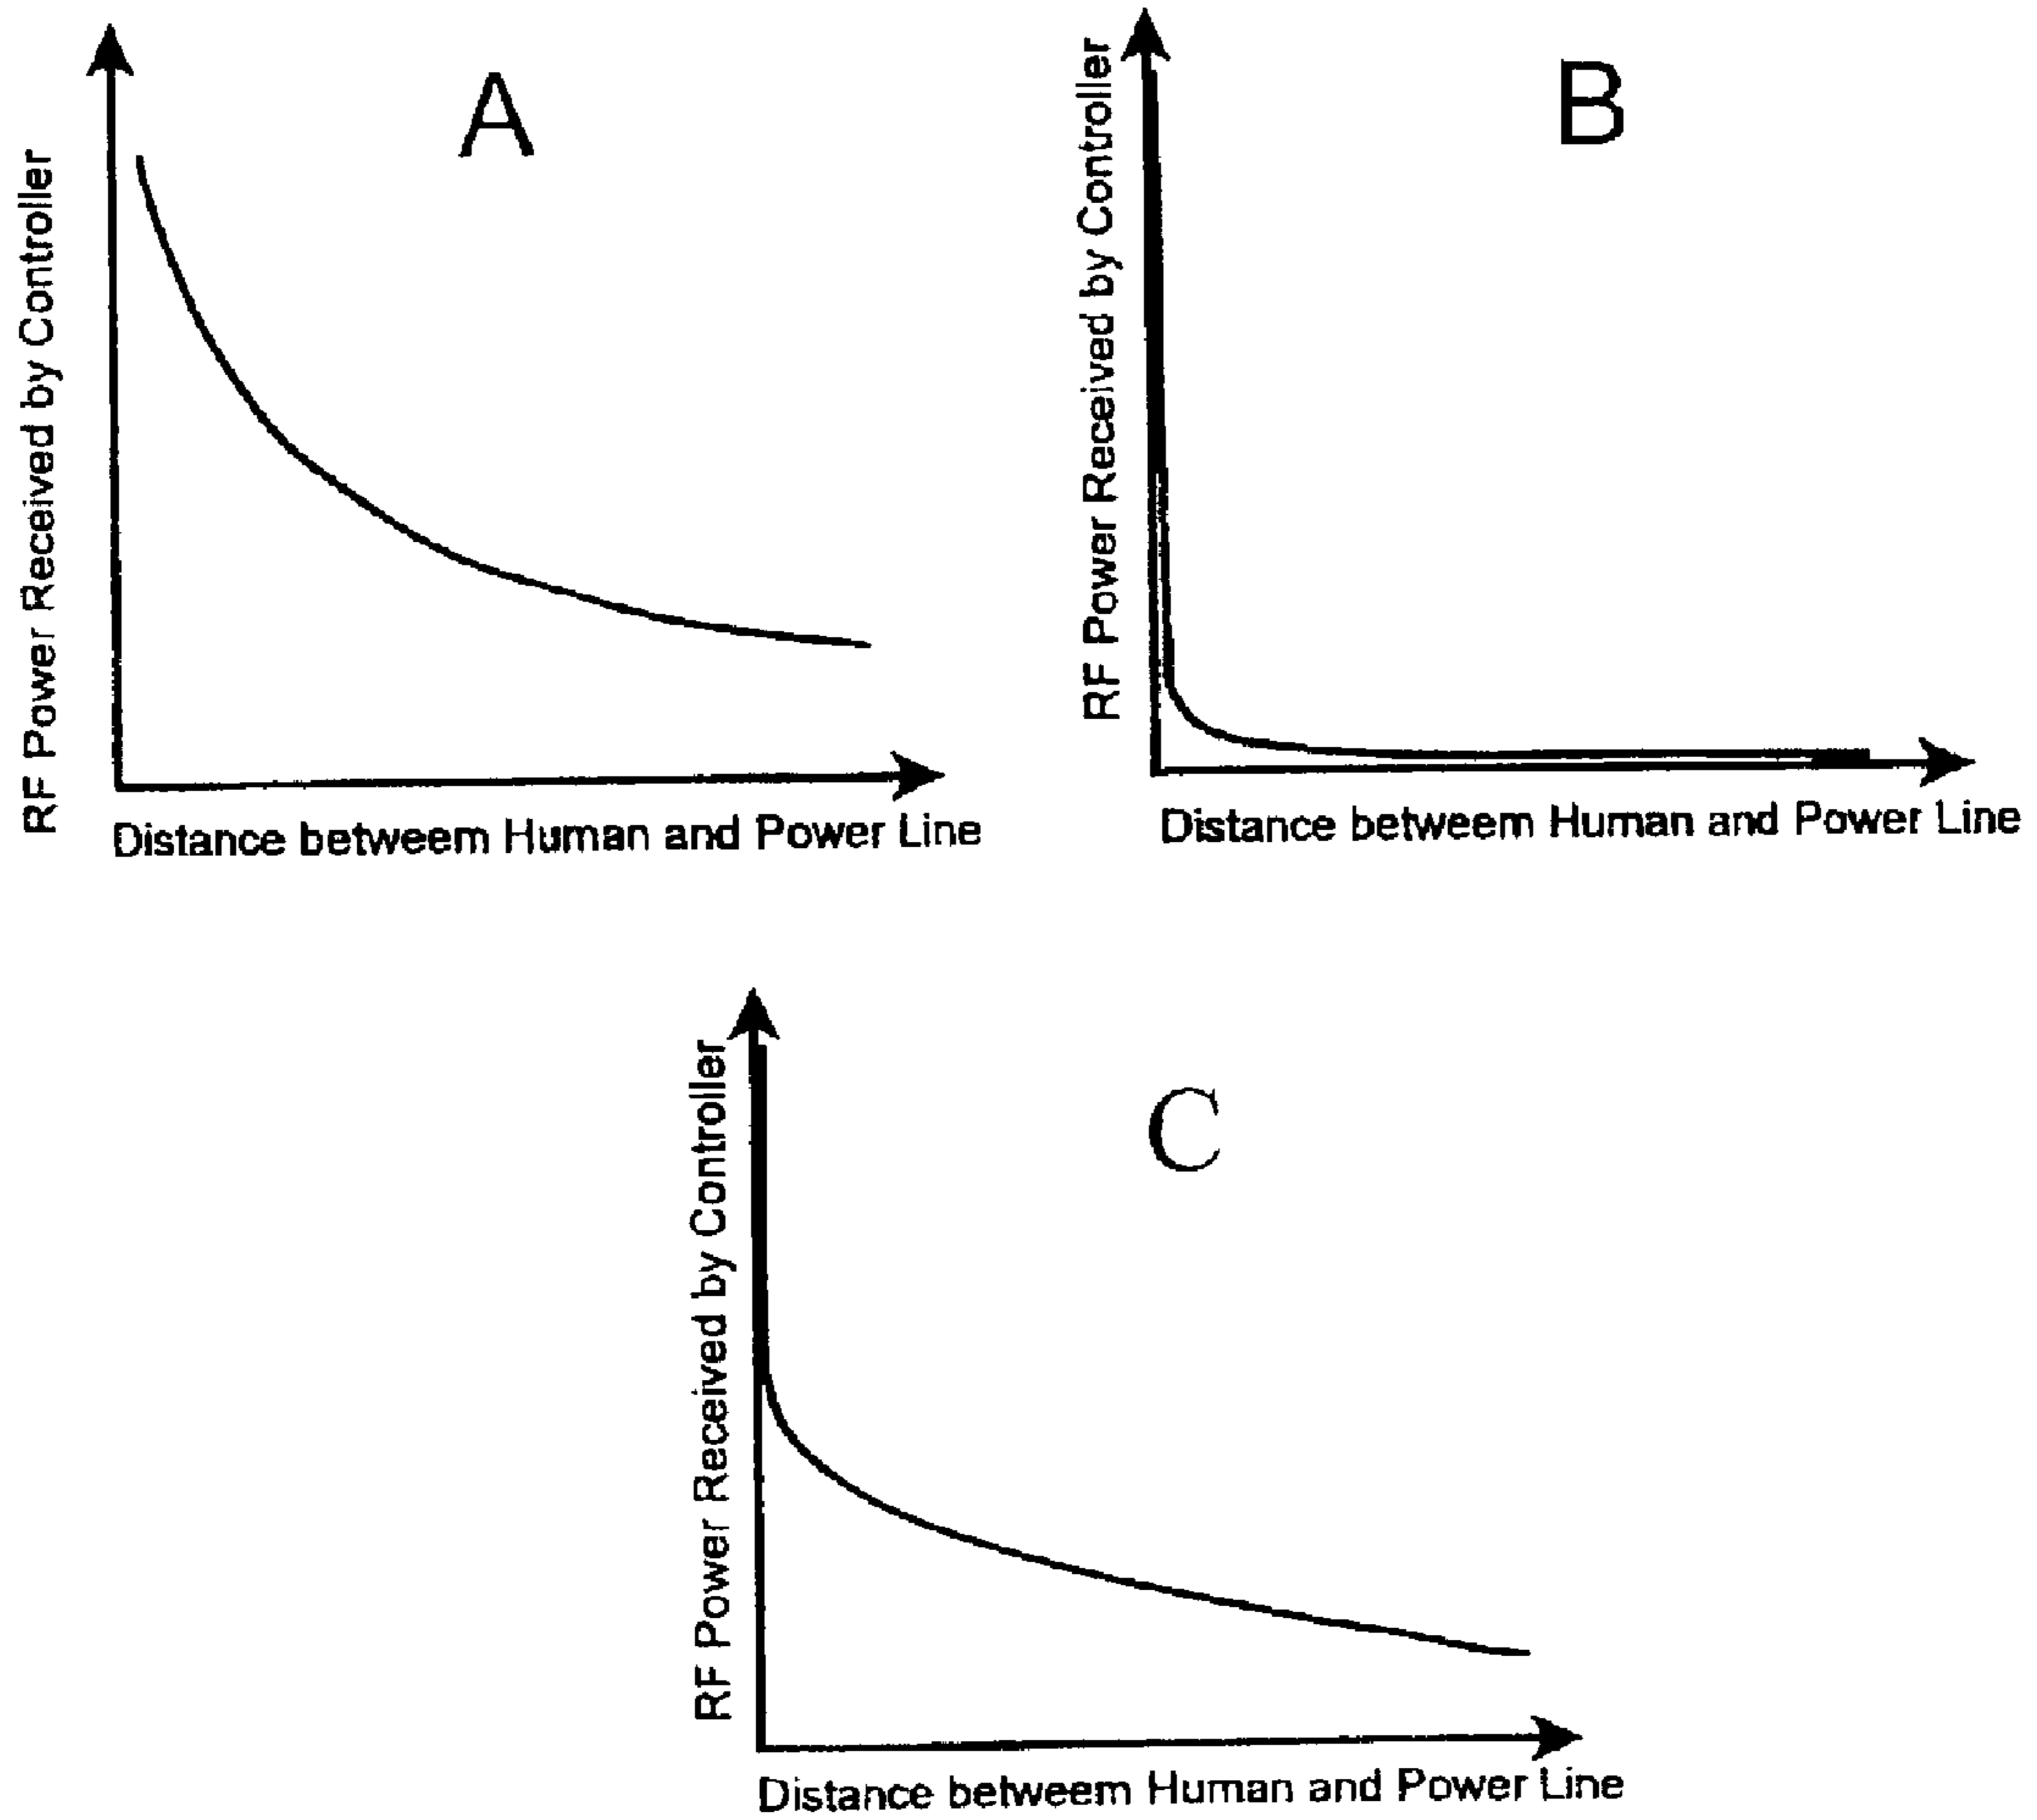 A
RF Power Received by Controller
Distance betweem Human and Power Line
B
RF Power Received by Controller
Distance betweem Human and Power Line
C
RF Power Received by Controller
Distance betweem Human and Power Line